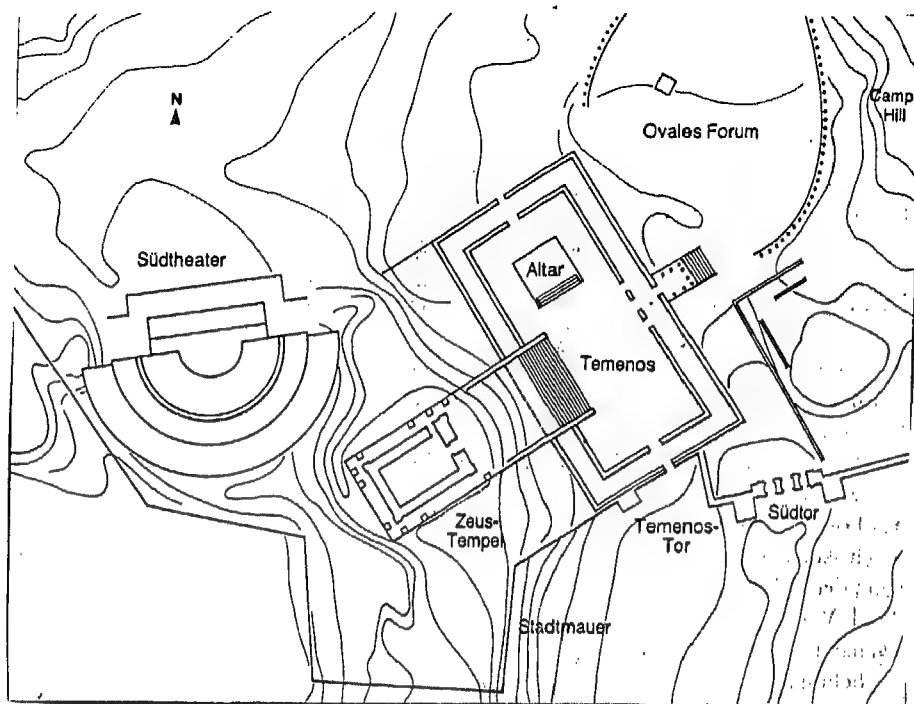 N
Camp
Hill
Ovales Forum
Südtheater
Altar
Temenos
Zeus-
Tempel
Temenos-
Tor
Südtor
Stadtmauer